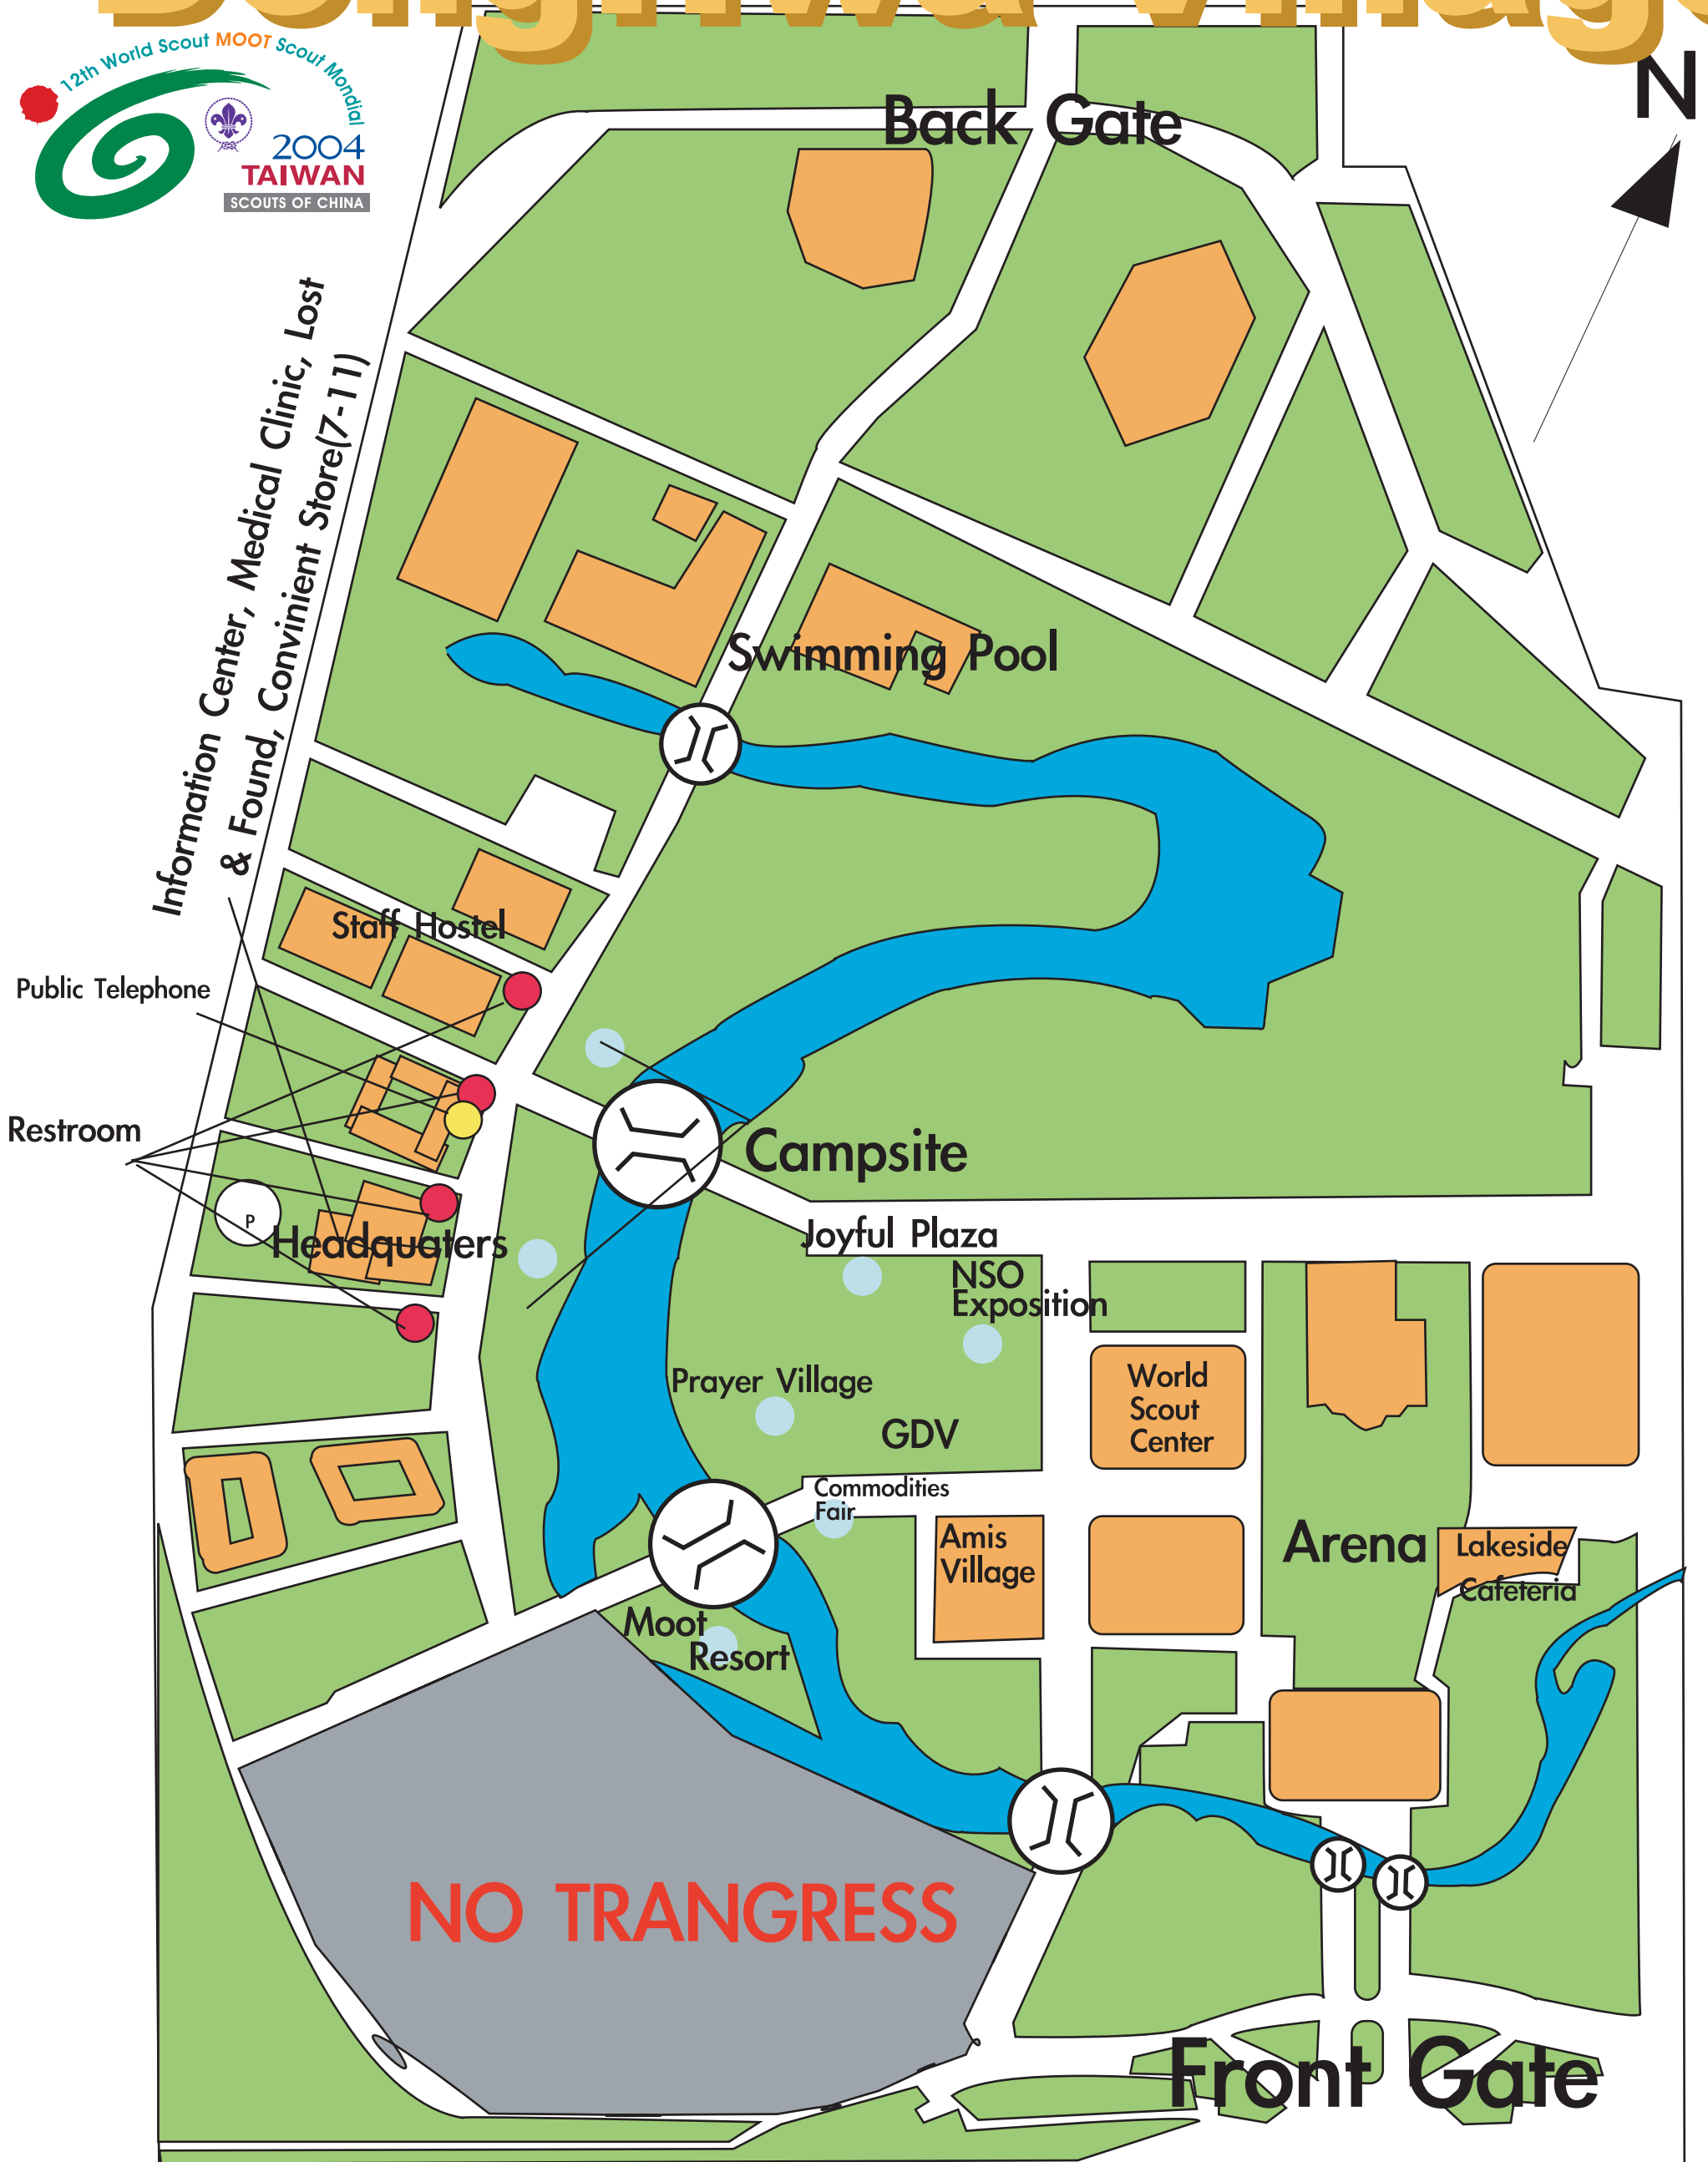 Village
12th World Scout MOOT Scout Mondial
2004
TAIWAN
SCOUTS OF CHINA
N
Back Gate
Information Center, Medical Clinic, Lost
& Found, Convinient Store(7-11)
Swimming Pool
Staff Hostel
Public Telephone
Restroom
Campsite
P
Headquaters
Joyful Plaza
NSO
Exposition
Prayer Village
World
Scout
Center
GDV
Commodities
Fair
Amis
Village
Arena
Lakeside
Cafeteria
Moot
Resort
NO TRANGRESS
Front Gate